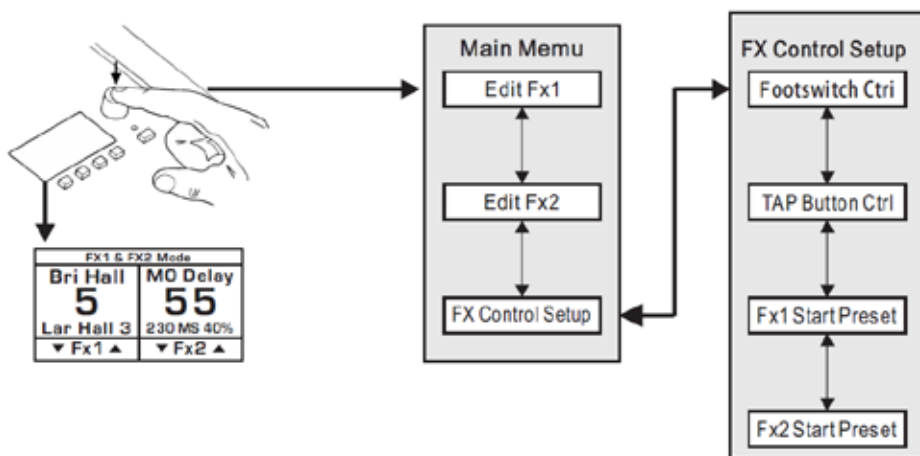 Main Memu
Edit Fx1
Edit Fx2
FX Control Setup
FX Control Setup
Footswitch Ctri
TAP Button Ctrl
Fx1 Start Preset
Fx2 Start Preset
FX1 & FX2 Mode
Bri Hall
5
Lar Hall 3
▼ Fx1 ▲
MO Delay
55
230 MS 40%
▼ Fx2 ▲